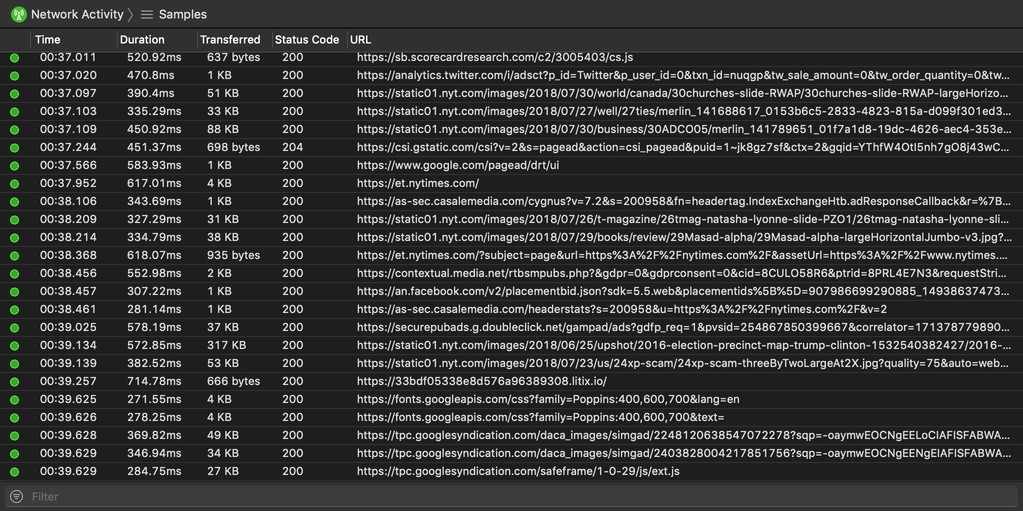 Network Activity Samples
Time Duration Transferred Status Code URL
00:37.011 520.92ms 637 bytes 200 https://sb.scorecardresearch.com/c2/3005403/cs.js
00:37.020 470.8ms 1 KB 200 https://analytics.twitter.com/i/adsct?p_id=Twitter&p_user_id=0&txn_id=nuqgp&tw_sale_amount=0&tw_order_quantity=0&tw...
00:37.097 390.4ms 51 KB 200 https://static01.nyt.com/images/2018/07/30/world/canada/30churches-slide-RWAP/30churches-slide-RWAP-largeHorizo...
00:37.103 335.29ms 33 KB 200 https://static01.nyt.com/images/2018/07/27/well/27ties/merlin_141688617_0153b6c5-2833-4823-815a-d099f301ed3...
00:37.109 450.92ms 88 KB 200 https://static01.nyt.com/images/2018/07/30/business/30ADCO05/merlin_141789651_01f7a1d8-19dc-4626-aec4-353e...
00:37.244 451.37ms 698 bytes 204 https://csi.gstatic.com/csi?v=2&s=pagead&action=csi_pagead&puid=1~jk8gz7sf&ctx=2&gqid=YThfW4OtI5nh7gO8j43wC...
00:37.566 583.93ms 1 KB 200 https://www.google.com/pagead/drt/ui
00:37.952 617.01ms 4 KB 200 https://et.nytimes.com/
00:38.106 343.69ms 1 KB 200 https://as-sec.casalemedia.com/cygnus?v=7.2&s=200958&fn=headertag.IndexExchangeHtb.adResponseCallback&r=%7B...
00:38.209 327.29ms 31 KB 200 https://static01.nyt.com/images/2018/07/26/t-magazine/26tmag-natasha-lyonne-slide-PZO1/26tmag-natasha-lyonne-sli...
00:38.214 334.79ms 38 KB 200 https://static01.nyt.com/images/2018/07/29/books/review/29Masad-alpha/29Masad-alpha-largeHorizontalJumbo-v3.jpg?...
00:38.368 618.07ms 935 bytes 200 https://et.nytimes.com/?subject=page&url=https%3A%2F%2Fnytimes.com%2F&assetUrl=https%3A%2F%2Fwww.nytimes....
00:38.456 552.98ms 2 KB 200 https://contextual.media.net/rtbsmpubs.php?&gdpr=0&gdprconsent=0&cid=8CULO58R6&ptrid=8PRL4E7N3&requestStri...
00:38.457 307.22ms 1 KB 200 https://an.facebook.com/v2/placementbid.json?sdk=5.5.web&placementids%5B%5D=907986699290885_14938637473...
00:38.461 281.14ms 1 KB 200 https://as-sec.casalemedia.com/headerstats?s=200958&u=https%3A%2F%2Fnytimes.com%2F&v=2
00:39.025 578.19ms 37 KB 200 https://securepubads.g.doubleclick.net/gampad/ads?gdfp_req=1&pvsid=254867850399667&correlator=171378779890...
00:39.134 572.85ms 317 KB 200 https://static01.nyt.com/images/2018/06/25/upshot/2016-election-precinct-map-trump-clinton-1532540382427/2016-...
00:39.139 382.52ms 53 KB 200 https://static01.nyt.com/images/2018/07/23/us/24xp-scam/24xp-scam-threeByTwoLargeAt2X.jpg?quality=75&auto=web...
00:39.257 714.78ms 666 bytes 200 https://33bdf05338e8d576a96389308.litix.io/
00:39.625 271.55ms 4 KB 200 https://fonts.googleapis.com/css?family=Poppins:400,600,700&lang=en
00:39.626 278.25ms 4 KB 200 https://fonts.googleapis.com/css?family=Poppins:400,600,700&text=
00:39.628 369.82ms 49 KB 200 https://tpc.googlesyndication.com/daca_images/simgad/2248120638547072278?sqp=-oaymwEOCNgEELoCIAFISFABWA...
00:39.629 346.94ms 34 KB 200 https://tpc.googlesyndication.com/daca_images/simgad/2403828004217851756?sqp=-oaymwEOCNgEENgEIAFISFABWA...
00:39.629 284.75ms 27 KB 200 https://tpc.googlesyndication.com/safeframe/1-0-29/js/ext.js
Filter